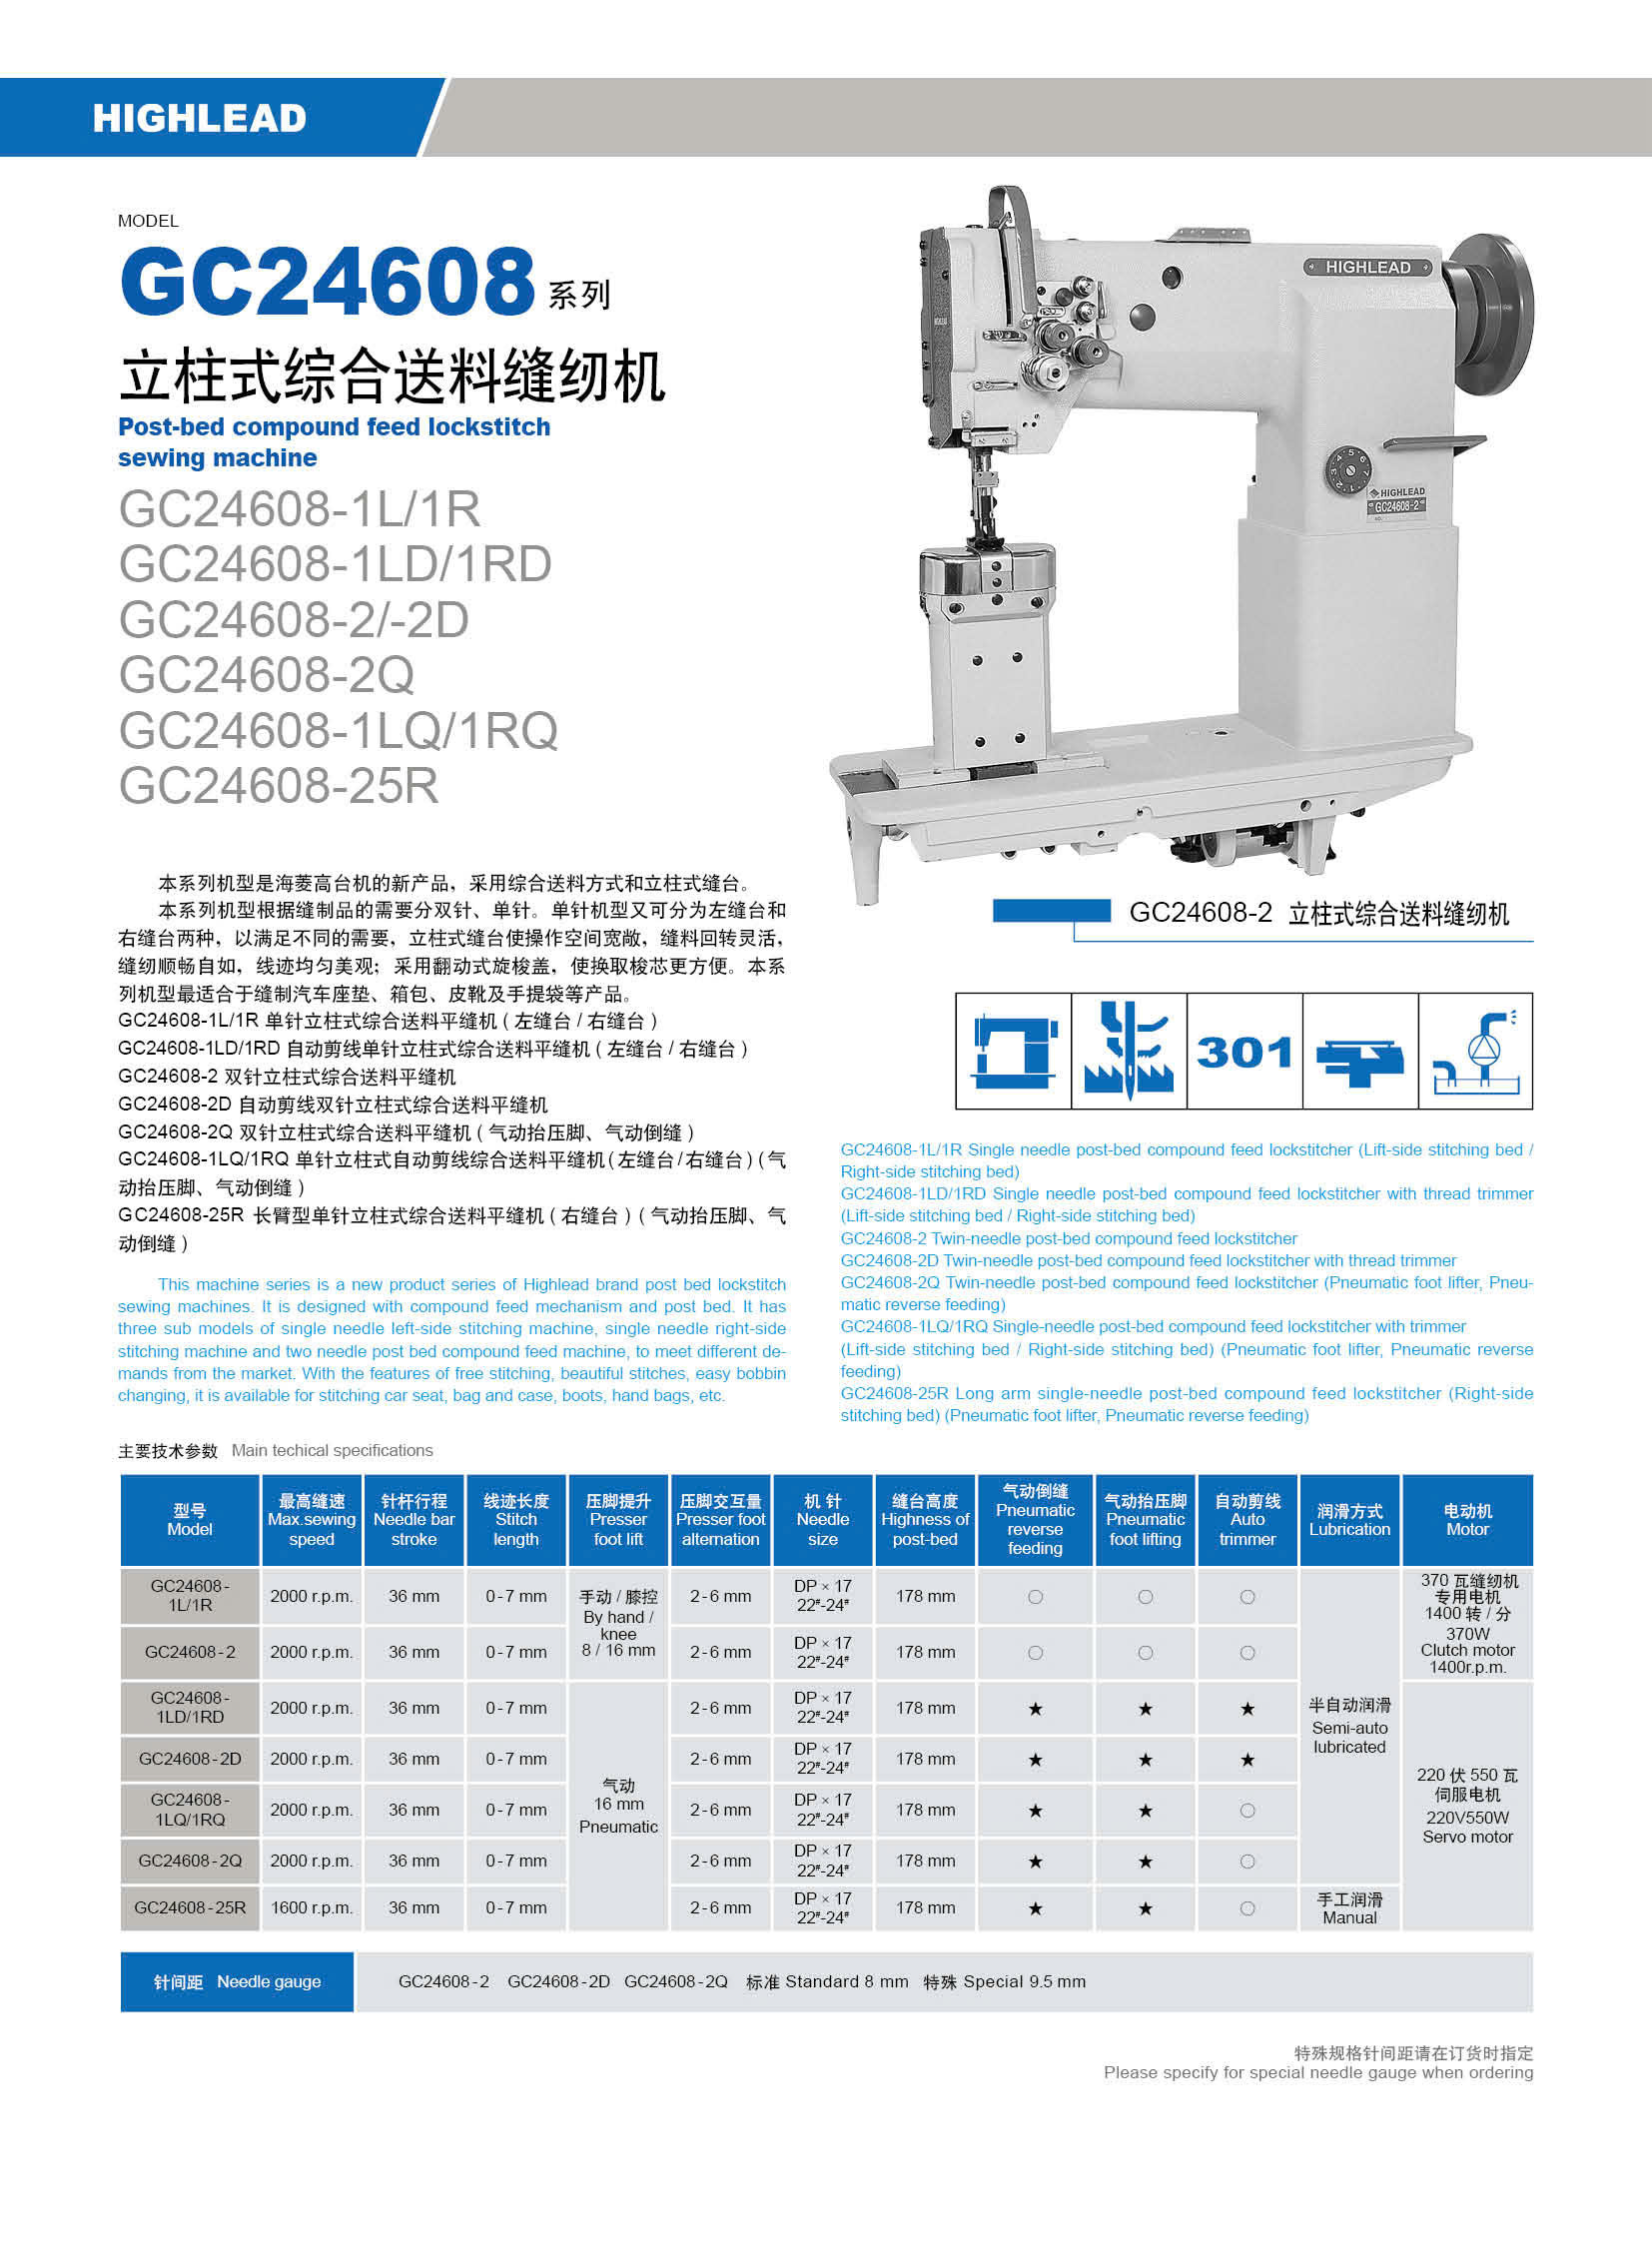 HIGHLEAD
MODEL
GC24608 系列
立柱式综合送料缝纫机
Post-bed compound feed lockstitch
sewing machine
GC24608-1L/1R
GC24608-1LD/1RD
GC24608-2/-2D
GC24608-2Q
GC24608-1LQ/1RQ
GC24608-25R
HIGHLEAD
HIGHLEAD
GC24608-2
GC24608-2 立柱式综合送料缝纫机
301
本系列机型是海菱高台机的新产品，采用综合送料方式和立柱式缝台。
本系列机型根据缝制品的需要分双针、单针。单针机型又可分为左缝台和
右缝台两种，以满足不同的需要，立柱式缝台使操作空间宽敞，缝料回转灵活，
缝纫顺畅自如，线迹均匀美观；采用翻动式旋梭盖，使换取梭芯更方便。本系
列机型最适合于缝制汽车座垫、箱包、皮靴及手提袋等产品。
GC24608-1L/1R 单针立柱式综合送料平缝机 ( 左缝台 / 右缝台 )
GC24608-1LD/1RD 自动剪线单针立柱式综合送料平缝机 ( 左缝台 / 右缝台 )
GC24608-2 双针立柱式综合送料平缝机
GC24608-2D 自动剪线双针立柱式综合送料平缝机
GC24608-2Q 双针立柱式综合送料平缝机 ( 气动抬压脚、气动倒缝 )
GC24608-1LQ/1RQ 单针立柱式自动剪线综合送料平缝机 ( 左缝台 / 右缝台 ) ( 气
动抬压脚、气动倒缝 )
GC24608-25R 长臂型单针立柱式综合送料平缝机 ( 右缝台 ) ( 气动抬压脚、气
动倒缝 )
This machine series is a new product series of Highlead brand post bed lockstitch
sewing machines. It is designed with compound feed mechanism and post bed. It has
three sub models of single needle left-side stitching machine, single needle right-side
stitching machine and two needle post bed compound feed machine, to meet different de-
mands from the market. With the features of free stitching, beautiful stitches, easy bobbin
changing, it is available for stitching car seat, bag and case, boots, hand bags, etc.
GC24608-1L/1R Single needle post-bed compound feed lockstitcher (Lift-side stitching bed /
Right-side stitching bed)
GC24608-1LD/1RD Single needle post-bed compound feed lockstitcher with thread trimmer
(Lift-side stitching bed / Right-side stitching bed)
GC24608-2 Twin-needle post-bed compound feed lockstitcher
GC24608-2D Twin-needle post-bed compound feed lockstitcher with thread trimmer
GC24608-2Q Twin-needle post-bed compound feed lockstitcher (Pneumatic foot lifter, Pneu-
matic reverse feeding)
GC24608-1LQ/1RQ Single-needle post-bed compound feed lockstitcher with trimmer
(Lift-side stitching bed / Right-side stitching bed) (Pneumatic foot lifter, Pneumatic reverse
feeding)
GC24608-25R Long arm single-needle post-bed compound feed lockstitcher (Right-side
stitching bed) (Pneumatic foot lifter, Pneumatic reverse feeding)
主要技术参数 Main techical specifications
型号 Model 最高缝速 Max.sewing speed 针杆行程 Needle bar stroke 线迹长度 Stitch length 压脚提升 Presser foot lift 压脚交互量 Presser foot alternation 机 针 Needle size 缝台高度 Highness of post-bed 气动倒缝 Pneumatic reverse feeding 气动抬压脚 Pneumatic foot lifting 自动剪线 Auto trimmer 润滑方式 Lubrication 电动机 Motor
GC24608-1L/1R 2000 r.p.m. 36 mm 0-7 mm 手动 / 膝控 By hand / knee 8 / 16 mm 2-6 mm DP × 17 22#-24# 178 mm ○ ○ ○ 半自动润滑 Semi-auto lubricated 370 瓦缝纫机专用电机 1400 转 / 分 370W Clutch motor 1400r.p.m.
GC24608-2 2000 r.p.m. 36 mm 0-7 mm 2-6 mm DP × 17 22#-24# 178 mm ○ ○ ○
GC24608-1LD/1RD 2000 r.p.m. 36 mm 0-7 mm 气动 16 mm Pneumatic 2-6 mm DP × 17 22#-24# 178 mm ★ ★ ★ 220 伏 550 瓦伺服电机 220V550W Servo motor
GC24608-2D 2000 r.p.m. 36 mm 0-7 mm 2-6 mm DP × 17 22#-24# 178 mm ★ ★ ★
GC24608-1LQ/1RQ 2000 r.p.m. 36 mm 0-7 mm 2-6 mm DP × 17 22#-24# 178 mm ★ ★ ○
GC24608-2Q 2000 r.p.m. 36 mm 0-7 mm 2-6 mm DP × 17 22#-24# 178 mm ★ ★ ○
GC24608-25R 1600 r.p.m. 36 mm 0-7 mm 2-6 mm DP × 17 22#-24# 178 mm ★ ★ ○ 手工润滑 Manual
针间距 Needle gauge GC24608-2 GC24608-2D GC24608-2Q 标准 Standard 8 mm 特殊 Special 9.5 mm
特殊规格针间距请在订货时指定
Please specify for special needle gauge when ordering